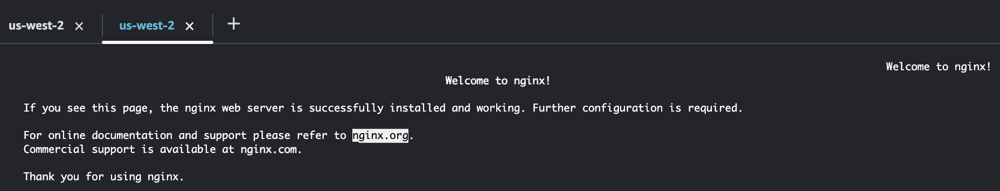 us-west-2 × us-west-2 × +
Welcome to nginx!
Welcome to nginx!
If you see this page, the nginx web server is successfully installed and working. Further configuration is required.
For online documentation and support please refer to nginx.org.
Commercial support is available at nginx.com.
Thank you for using nginx.